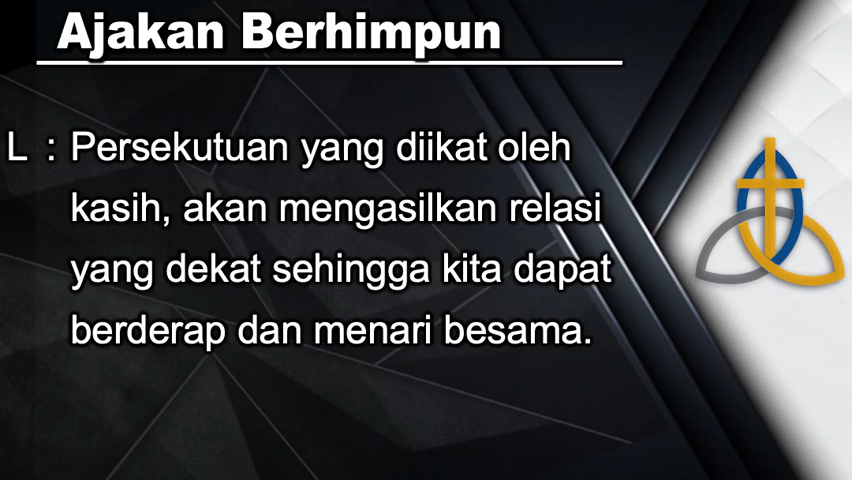 Ajakan Berhimpun
L : Persekutuan yang diikat oleh
kasih, akan mengasilkan relasi
yang dekat sehingga kita dapat
berderap dan menari besama.